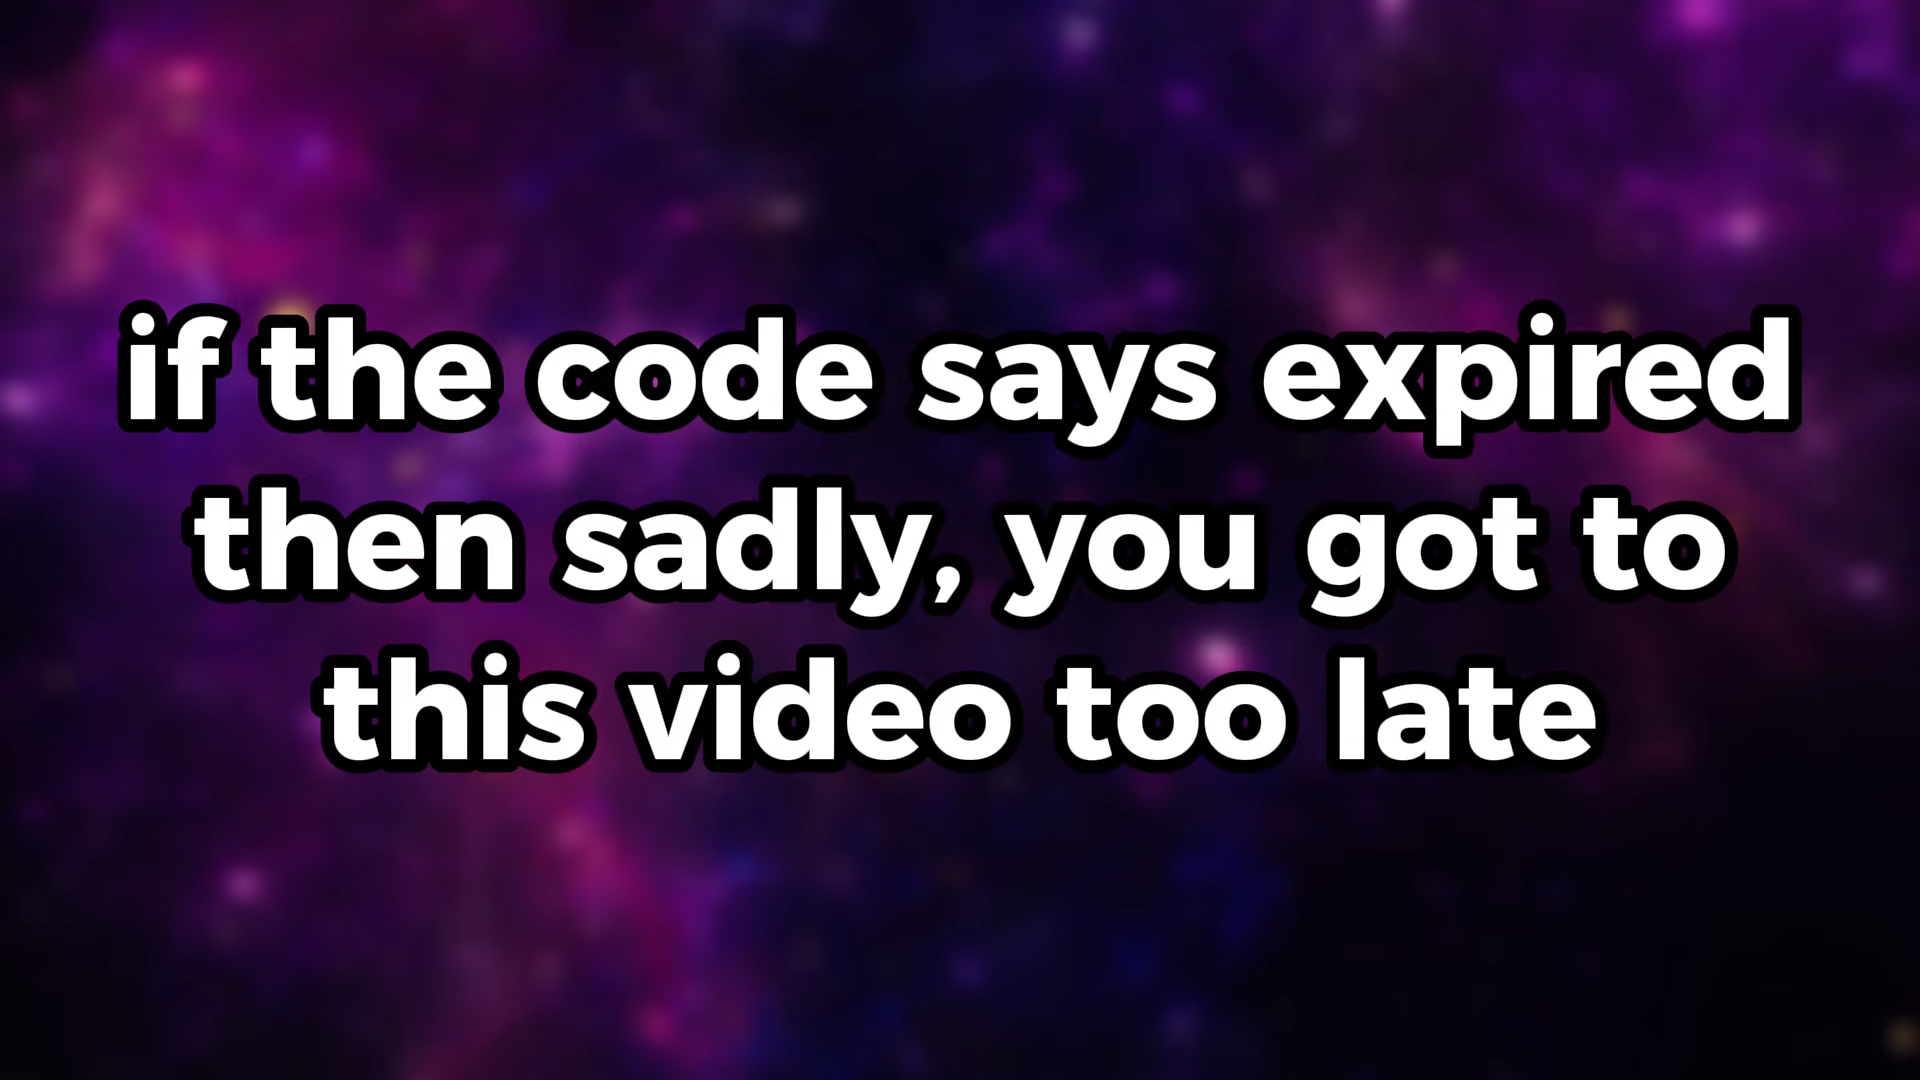 if the code says expired
then sadly, you got to
this video too late